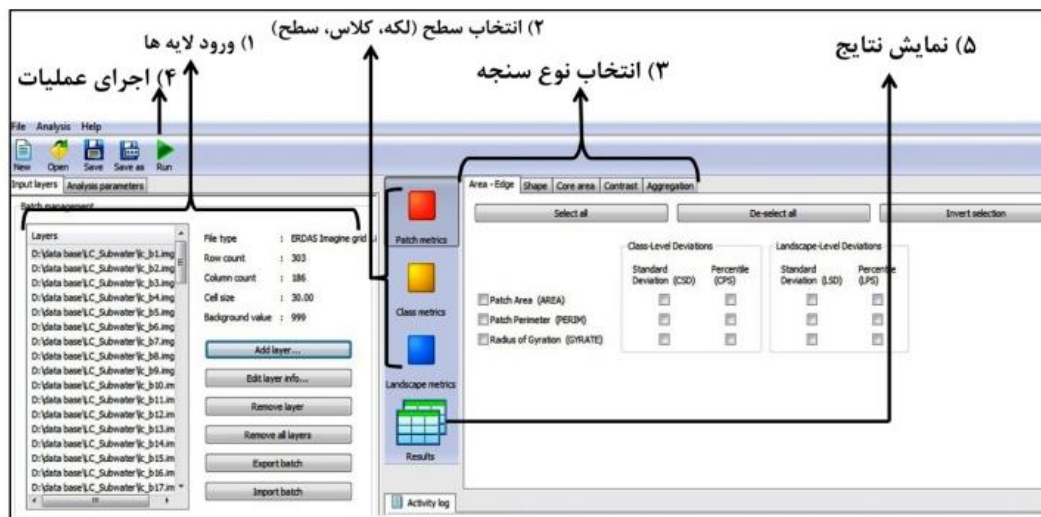 ۲) انتخاب سطح (لکه، کلاس، سطح)
۱) ورود لایه ها
۵) نمایش نتایج
۳) انتخاب نوع سنجه
۴) اجرای عملیات
File Analysis Help
New Open Save Save as Run
Input layers Analysis parameters
Batch management
Layers
D:\data base\LC_Subwater\lc_b1.img
D:\data base\LC_Subwater\lc_b2.img
D:\data base\LC_Subwater\lc_b3.img
D:\data base\LC_Subwater\lc_b4.img
D:\data base\LC_Subwater\lc_b5.img
D:\data base\LC_Subwater\lc_b6.img
D:\data base\LC_Subwater\lc_b7.img
D:\data base\LC_Subwater\lc_b8.img
D:\data base\LC_Subwater\lc_b9.img
D:\data base\LC_Subwater\lc_b10.im
D:\data base\LC_Subwater\lc_b11.im
D:\data base\LC_Subwater\lc_b12.im
D:\data base\LC_Subwater\lc_b13.im
D:\data base\LC_Subwater\lc_b14.im
D:\data base\LC_Subwater\lc_b15.im
D:\data base\LC_Subwater\lc_b16.im
D:\data base\LC_Subwater\lc_b17.im
File type : ERDAS Imagine grid
Row count : 303
Column count : 186
Cell size : 30.00
Background value : 999
Add layer...
Edit layer info...
Remove layer
Remove all layers
Export batch
Import batch
Patch metrics
Class metrics
Landscape metrics
Results
Activity log
Area - Edge Shape Core area Contrast Aggregation
Select all De-select all Invert selection
Class-Level Deviations Landscape-Level Deviations
Standard Percentile Standard Percentile
Deviation (CSD) (CPS) Deviation (LSD) (LPS)
Patch Area (AREA)
Patch Perimeter (PERIM)
Radius of Gyration (GYRATE)